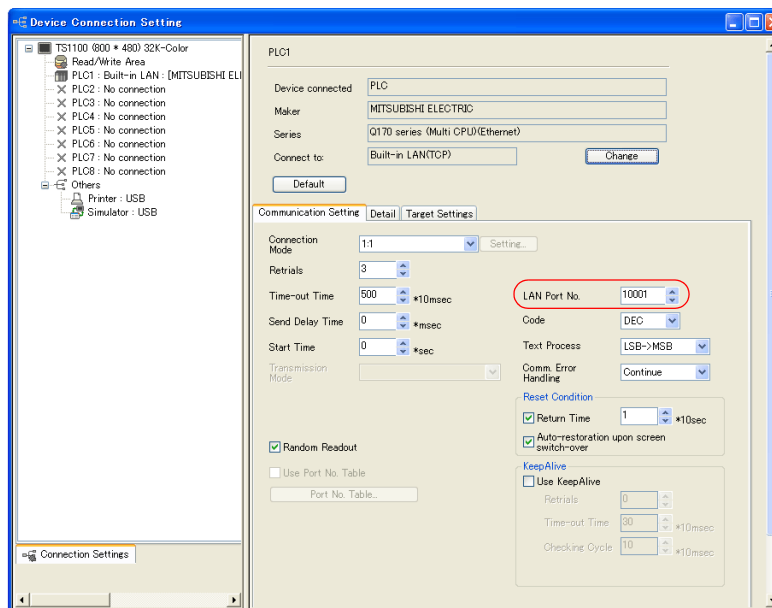 Device Connection Setting
TS1100 (800 * 480) 32K-Color
Read/Write Area
PLC1 : Built-in LAN : [MITSUBISHI ELI
PLC2 : No connection
PLC3 : No connection
PLC4 : No connection
PLC5 : No connection
PLC6 : No connection
PLC7 : No connection
PLC8 : No connection
Others
Printer : USB
Simulator : USB
Connection Settings
PLC1
Device connected PLC
Maker MITSUBISHI ELECTRIC
Series Q170 series (Multi CPU)(Ethernet)
Connect to: Built-in LAN(TCP) Change
Default
Communication Setting Detail Target Settings
Connection Mode 1:1 Setting...
Retrials 3
Time-out Time 500 *10msec
Send Delay Time 0 *msec
Start Time 0 *sec
Transmission Mode
Random Readout
Use Port No. Table
Port No. Table...
LAN Port No. 10001
Code DEC
Text Process LSB->MSB
Comm. Error Handling Continue
Reset Condition
Return Time 1 *10sec
Auto-restoration upon screen
switch-over
KeepAlive
Use KeepAlive
Retrials 0
Time-out Time 30 *10msec
Checking Cycle 10 *10msec